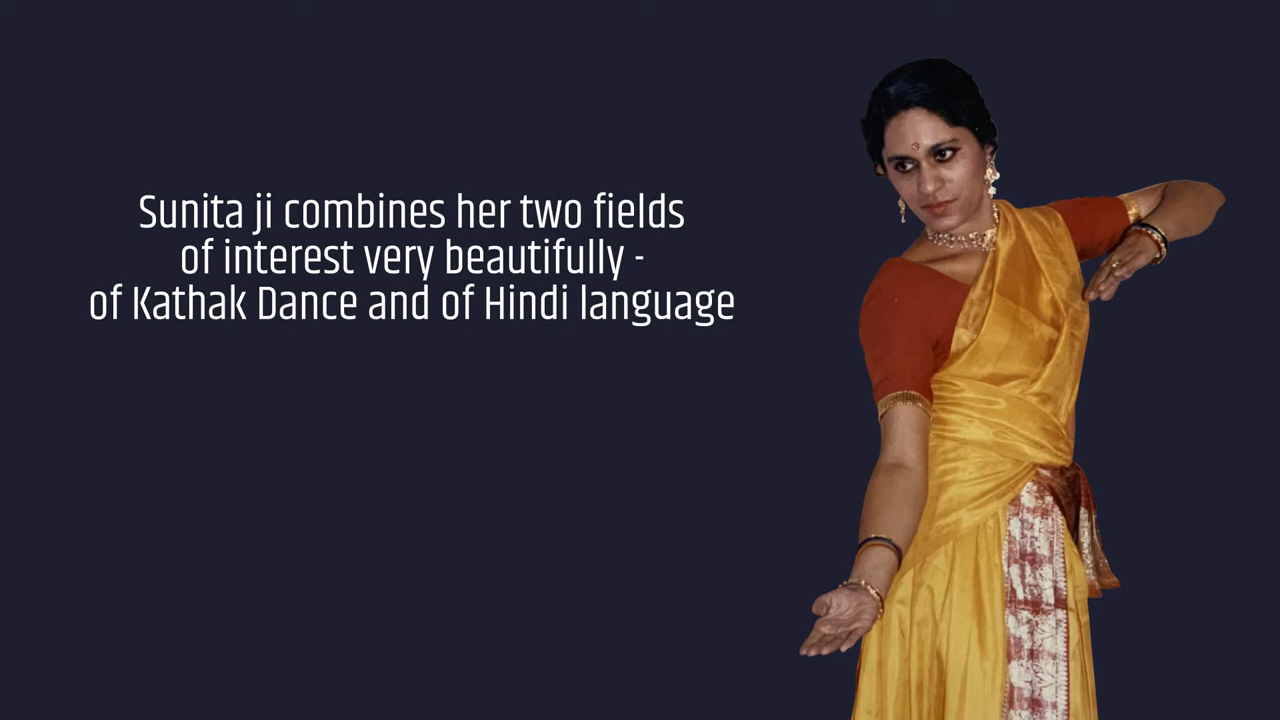 Sunita ji combines her two fields
of interest very beautifully -
of Kathak Dance and of Hindi language